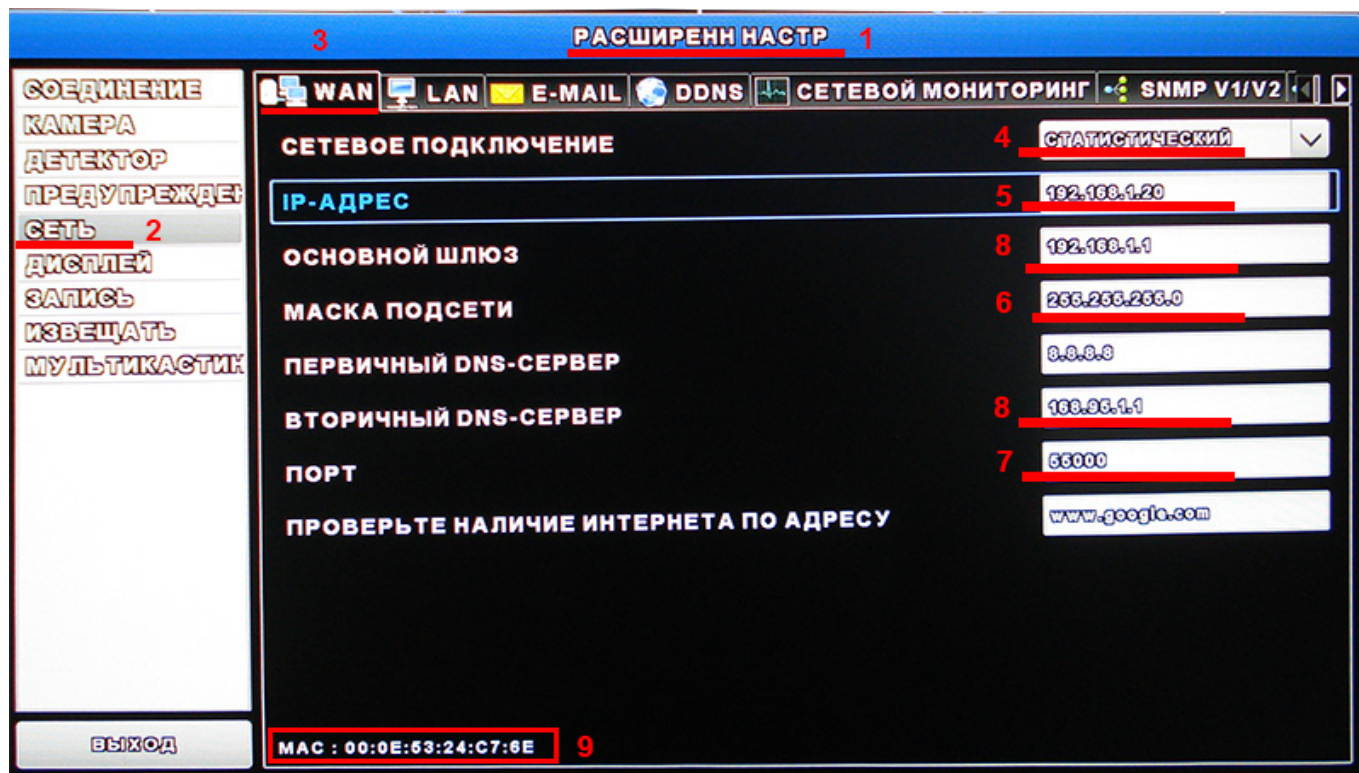 РАСШИРЕНН НАСТР 1
3
СОЕДИНЕНИЕ
КАМЕРА
ДЕТЕКТОР
ПРЕДУПРЕЖДЕН
СЕТЬ 2
ДИСПЛЕЙ
ЗАПИСЬ
ИЗВЕЩАТЬ
МУЛЬТИКАСТИН
ВЫХОД
WAN LAN E-MAIL DDNS СЕТЕВОЙ МОНИТОРИНГ SNMP V1/V2
СЕТЕВОЕ ПОДКЛЮЧЕНИЕ 4 СТАТИСТИЧЕСКИЙ
IP-АДРЕС 5 192.168.1.20
ОСНОВНОЙ ШЛЮЗ 8 192.168.1.1
МАСКА ПОДСЕТИ 6 255.255.255.0
ПЕРВИЧНЫЙ DNS-СЕРВЕР 8.8.8.8
ВТОРИЧНЫЙ DNS-СЕРВЕР 8 168.95.1.1
ПОРТ 7 55000
ПРОВЕРЬТЕ НАЛИЧИЕ ИНТЕРНЕТА ПО АДРЕСУ www.google.com
MAC : 00:0E:53:24:C7:6E 9